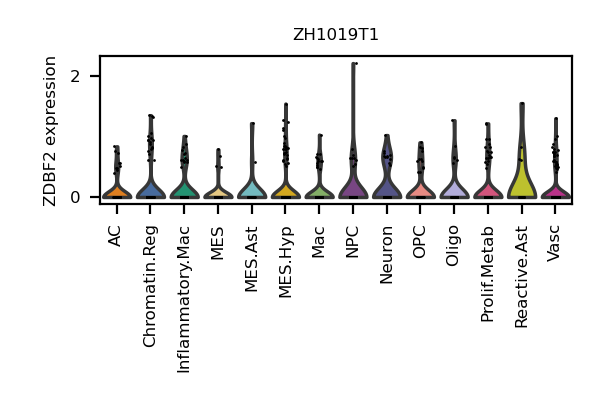 ZH1019T1
ZDBF2 expression
2
0
AC
Chromatin.Reg
Inflammatory.Mac
MES
MES.Ast
MES.Hyp
Mac
NPC
Neuron
OPC
Oligo
Prolif.Metab
Reactive.Ast
Vasc